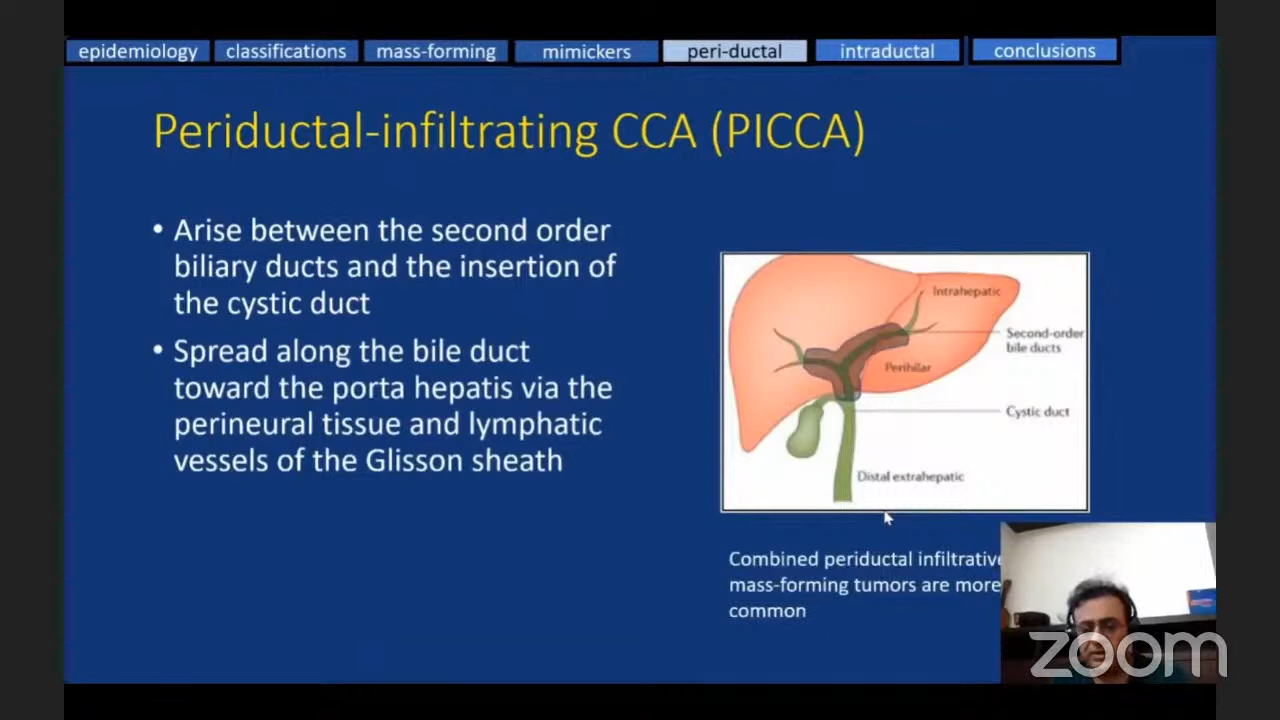 epidemiology classifications mass-forming mimickers peri-ductal intraductal conclusions
Periductal-infiltrating CCA (PICCA)
• Arise between the second order
biliary ducts and the insertion of
the cystic duct
• Spread along the bile duct
toward the porta hepatis via the
perineural tissue and lymphatic
vessels of the Glisson sheath
Intrahepatic
Second-order
bile ducts
Perihilar
Cystic duct
Distal extrahepatic
Combined periductal infiltrative
mass-forming tumors are more
common
zoom